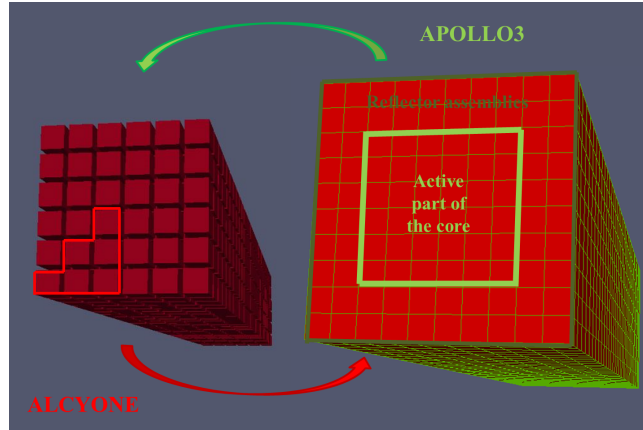 APOLLO3
Reflector assemblies
Active
part of
the core
ALCYONE